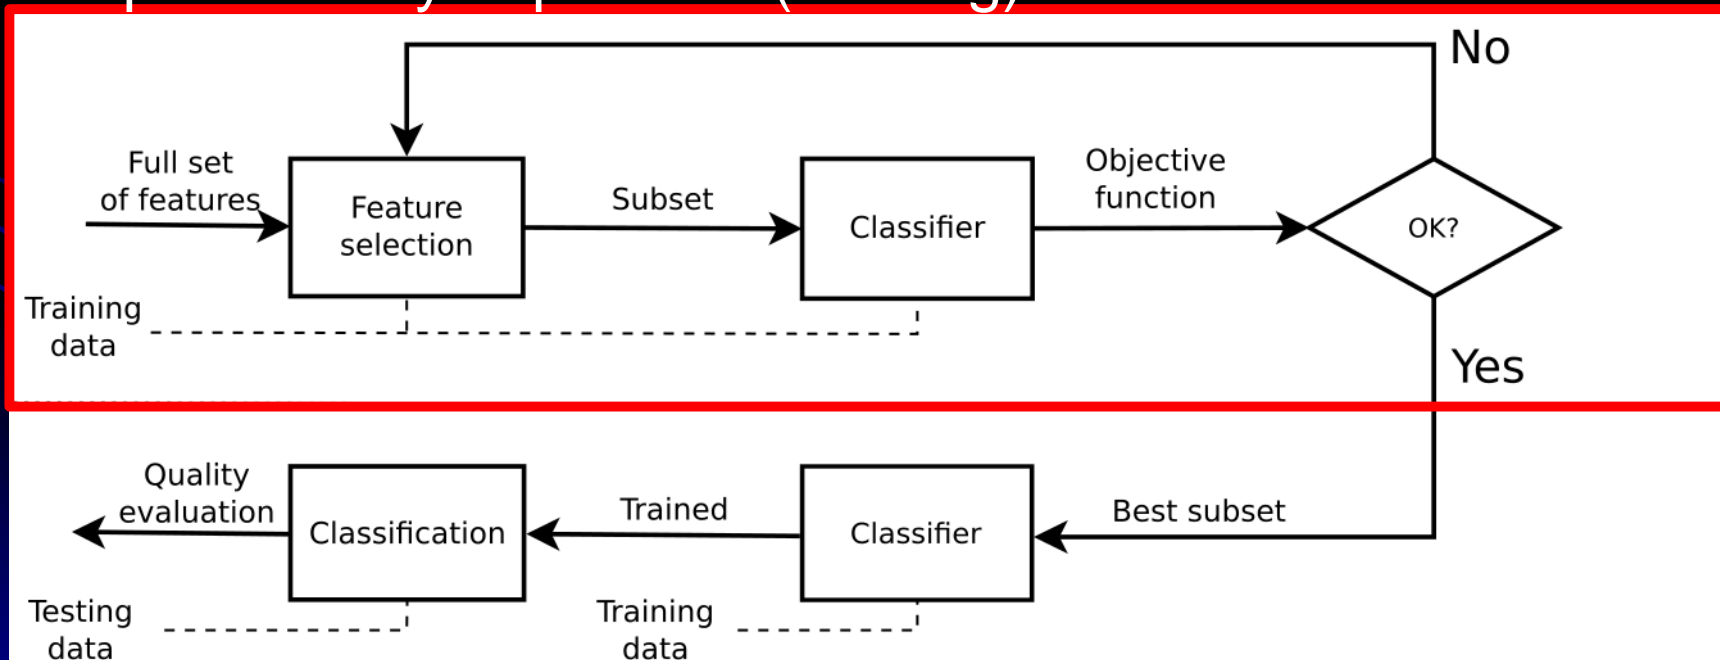 No
Full set
of features
Feature
selection
Subset
Classifier
Objective
function
OK?
Training
data
Yes
Quality
evaluation
Classification
Trained
Classifier
Best subset
Testing
data
Training
data